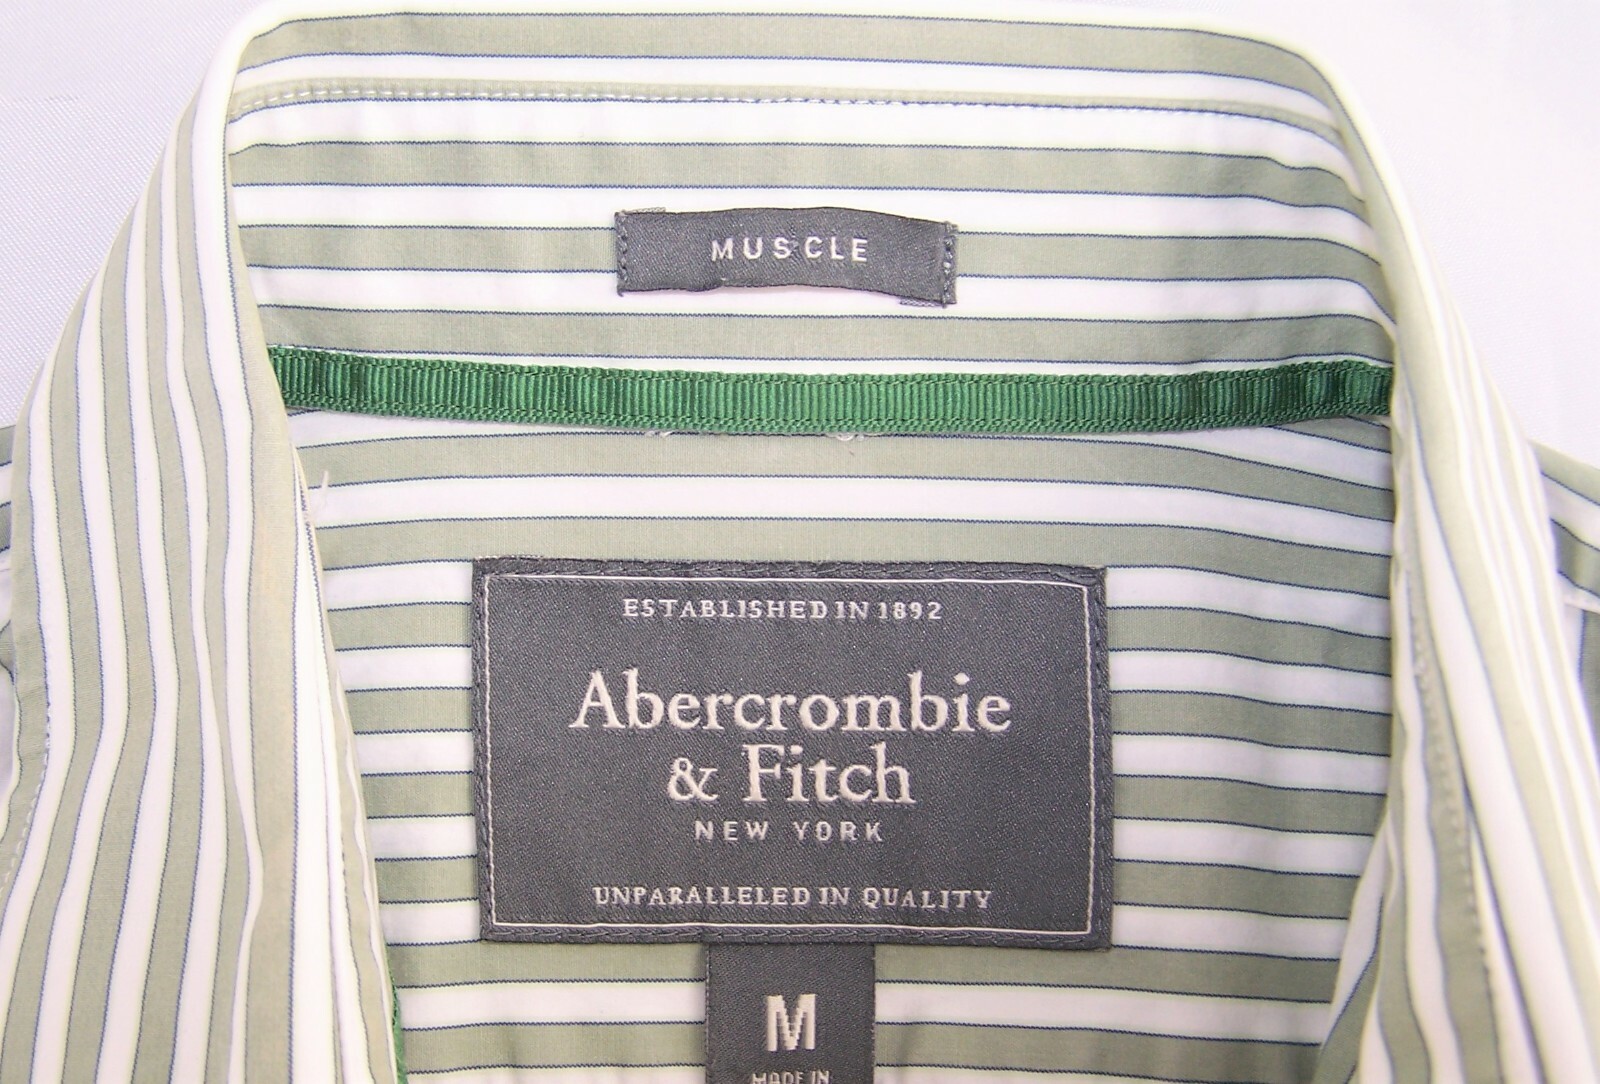 MUSCLE
ESTABLISHED IN 1892
Abercrombie
& Fitch
NEW YORK
UNPARALLELED IN QUALITY
M
MADE IN